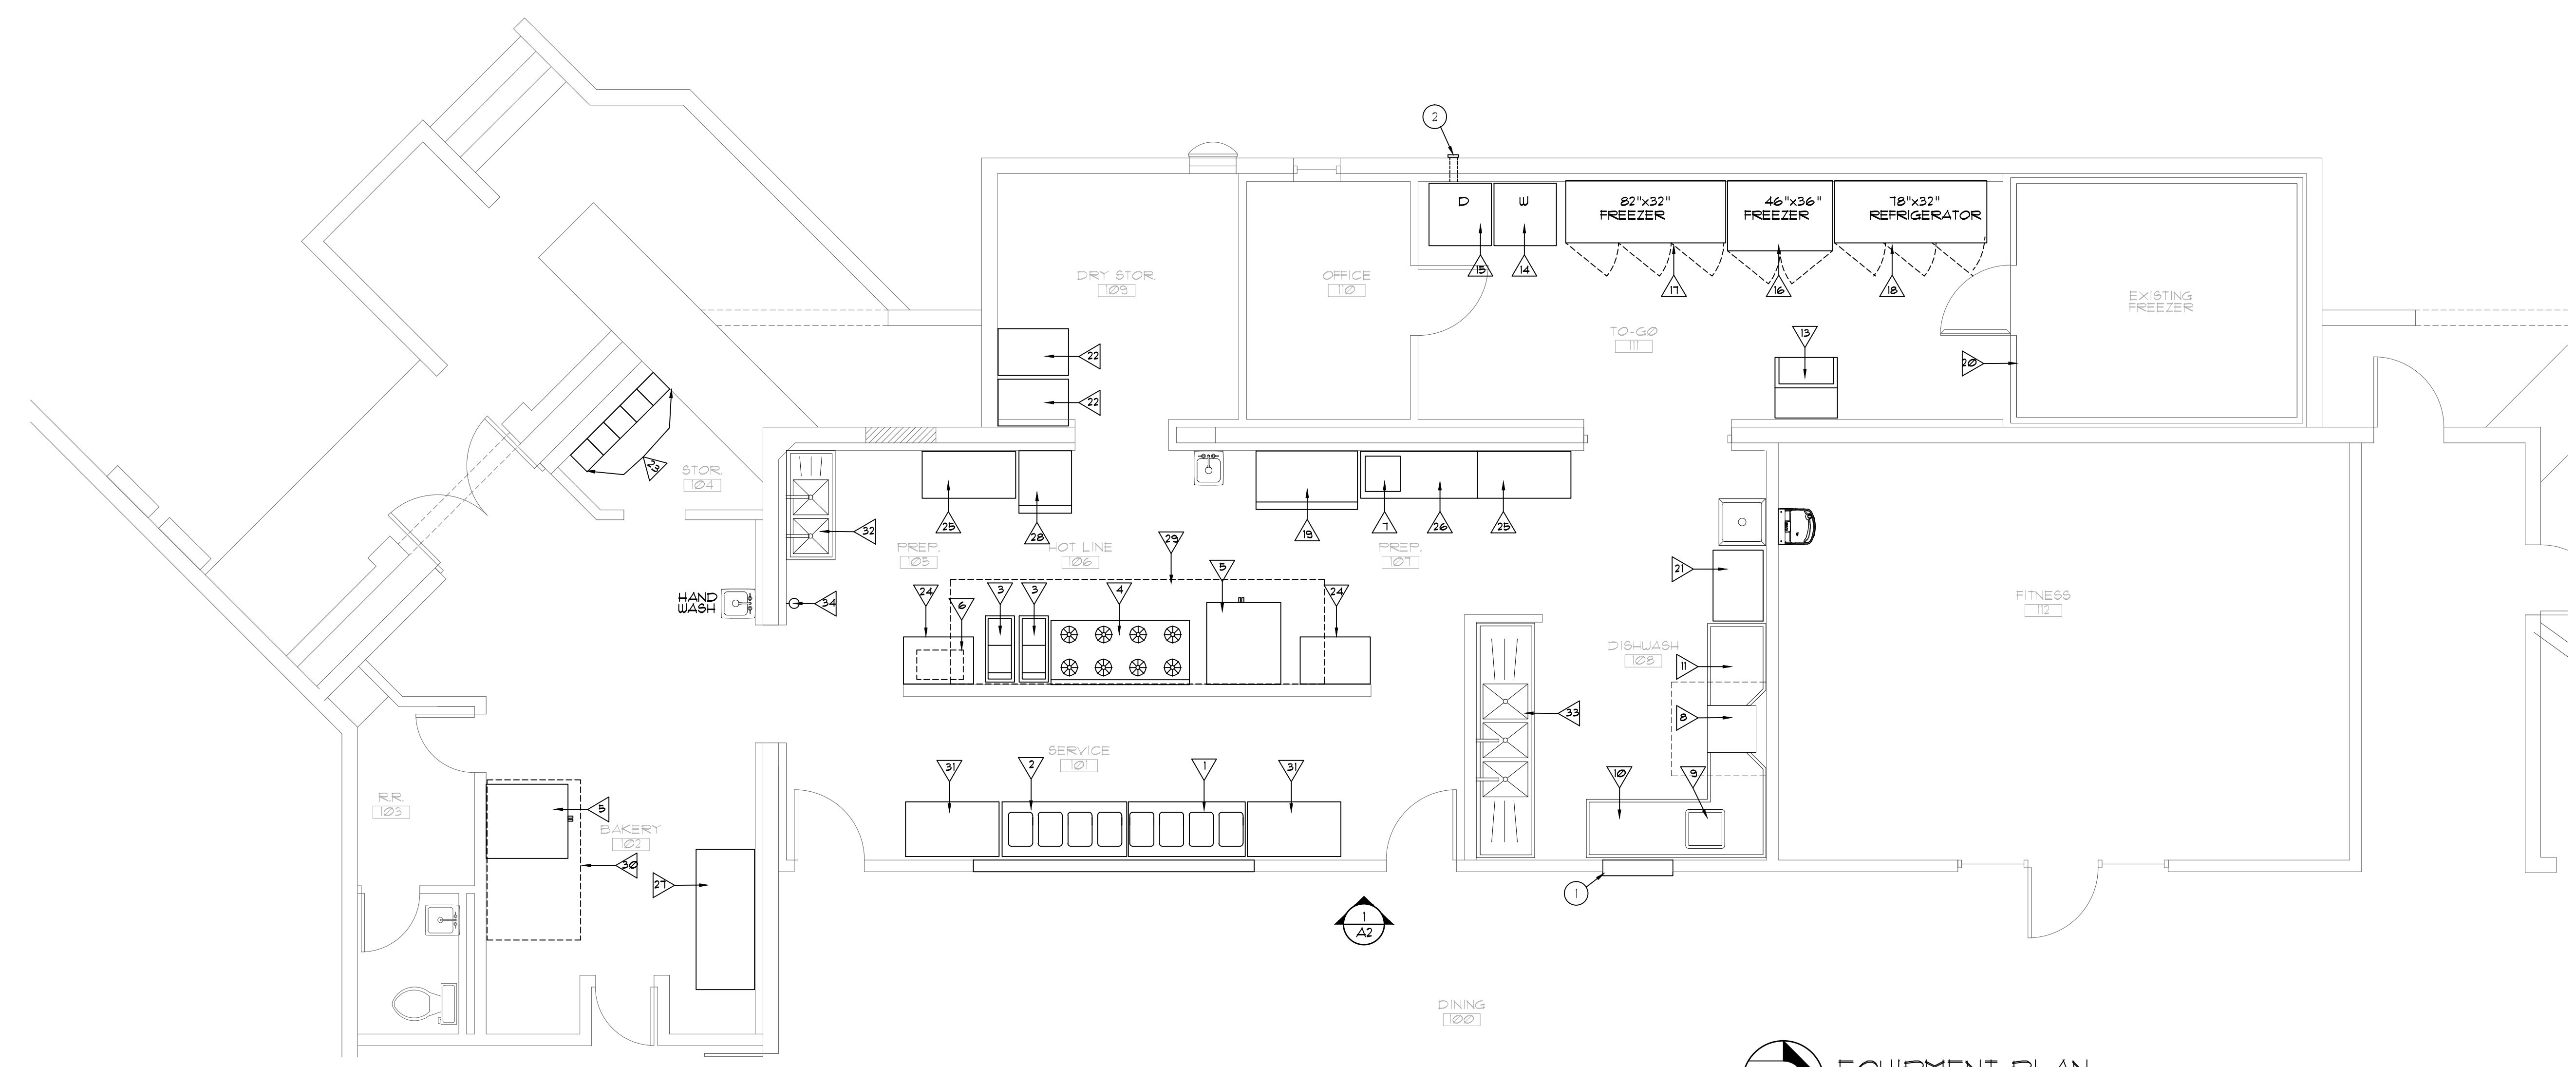 2
D
W
82"x32"
FREEZER
46"x36"
FREEZER
78"x32"
REFRIGERATOR
15
14
17
16
18
DRY STOR.
109
OFFICE
110
EXISTING
FREEZER
TO-GO
111
13
20
22
22
23
STOR.
104
32
25
28
19
7
26
25
PREP.
105
HOT LINE
106
29
PREP.
107
5
21
HAND
WASH
34
24
6
3
3
4
24
FITNESS
112
DISHWASH
108
11
33
8
SERVICE
101
31
2
1
31
10
9
R.R.
103
5
BAKERY
102
30
27
1
1
A2
DINING
100
EQUIPMENT PLAN